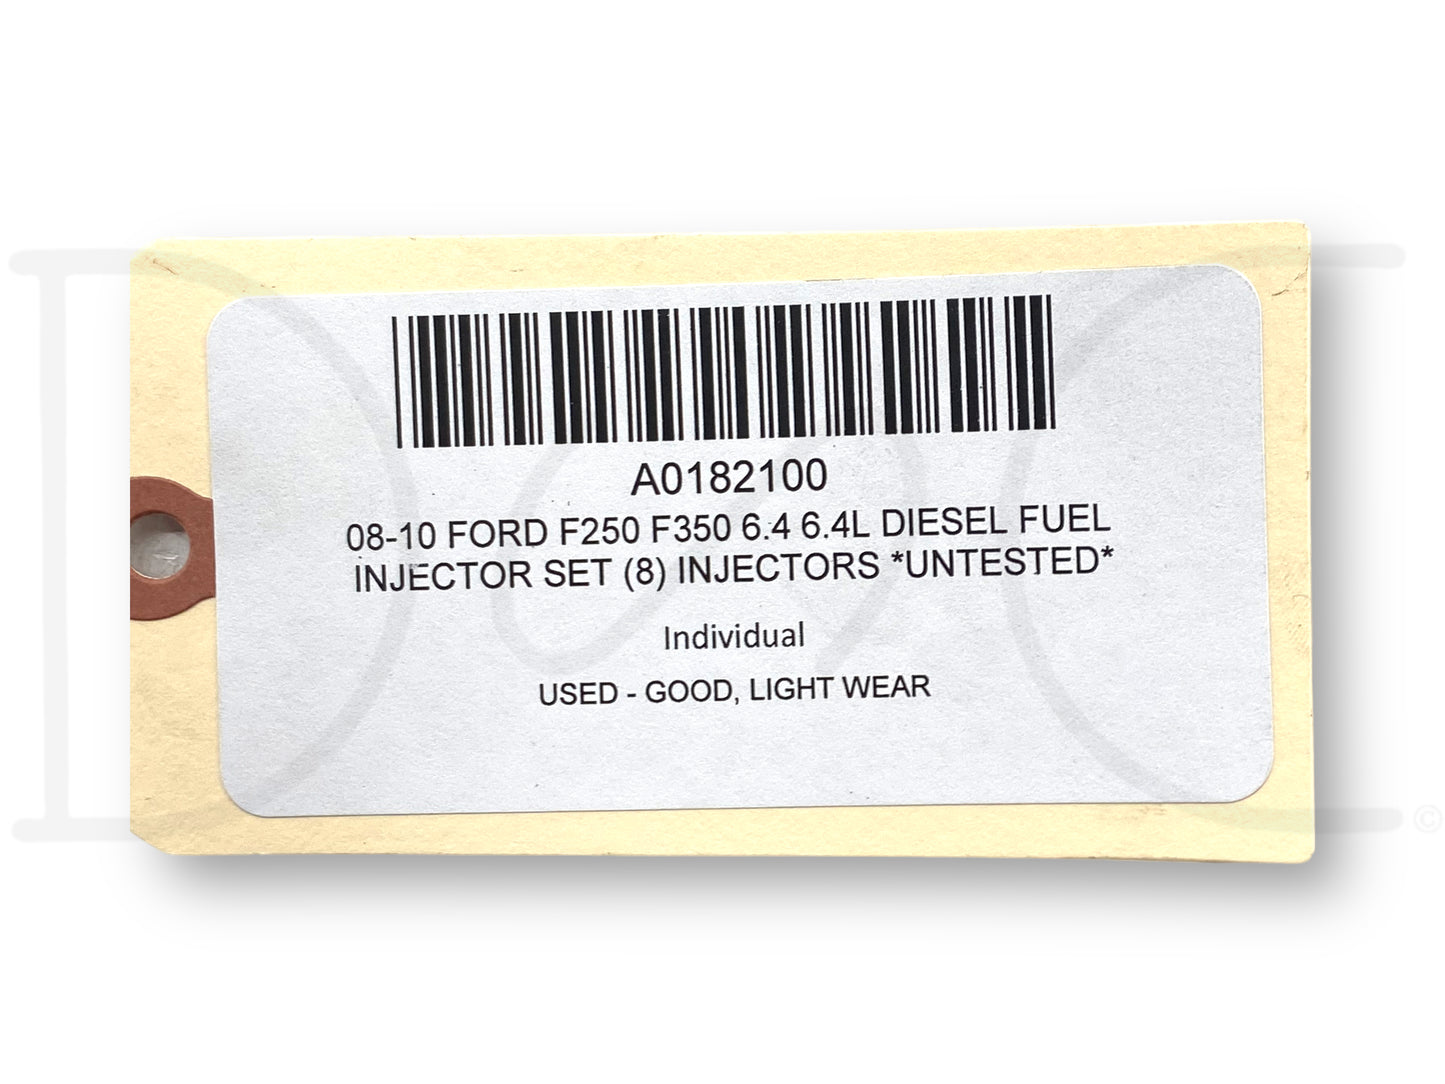 A0182100
08-10 FORD F250 F350 6.4 6.4L DIESEL FUEL
INJECTOR SET (8) INJECTORS *UNTESTED*
Individual
USED - GOOD, LIGHT WEAR
©